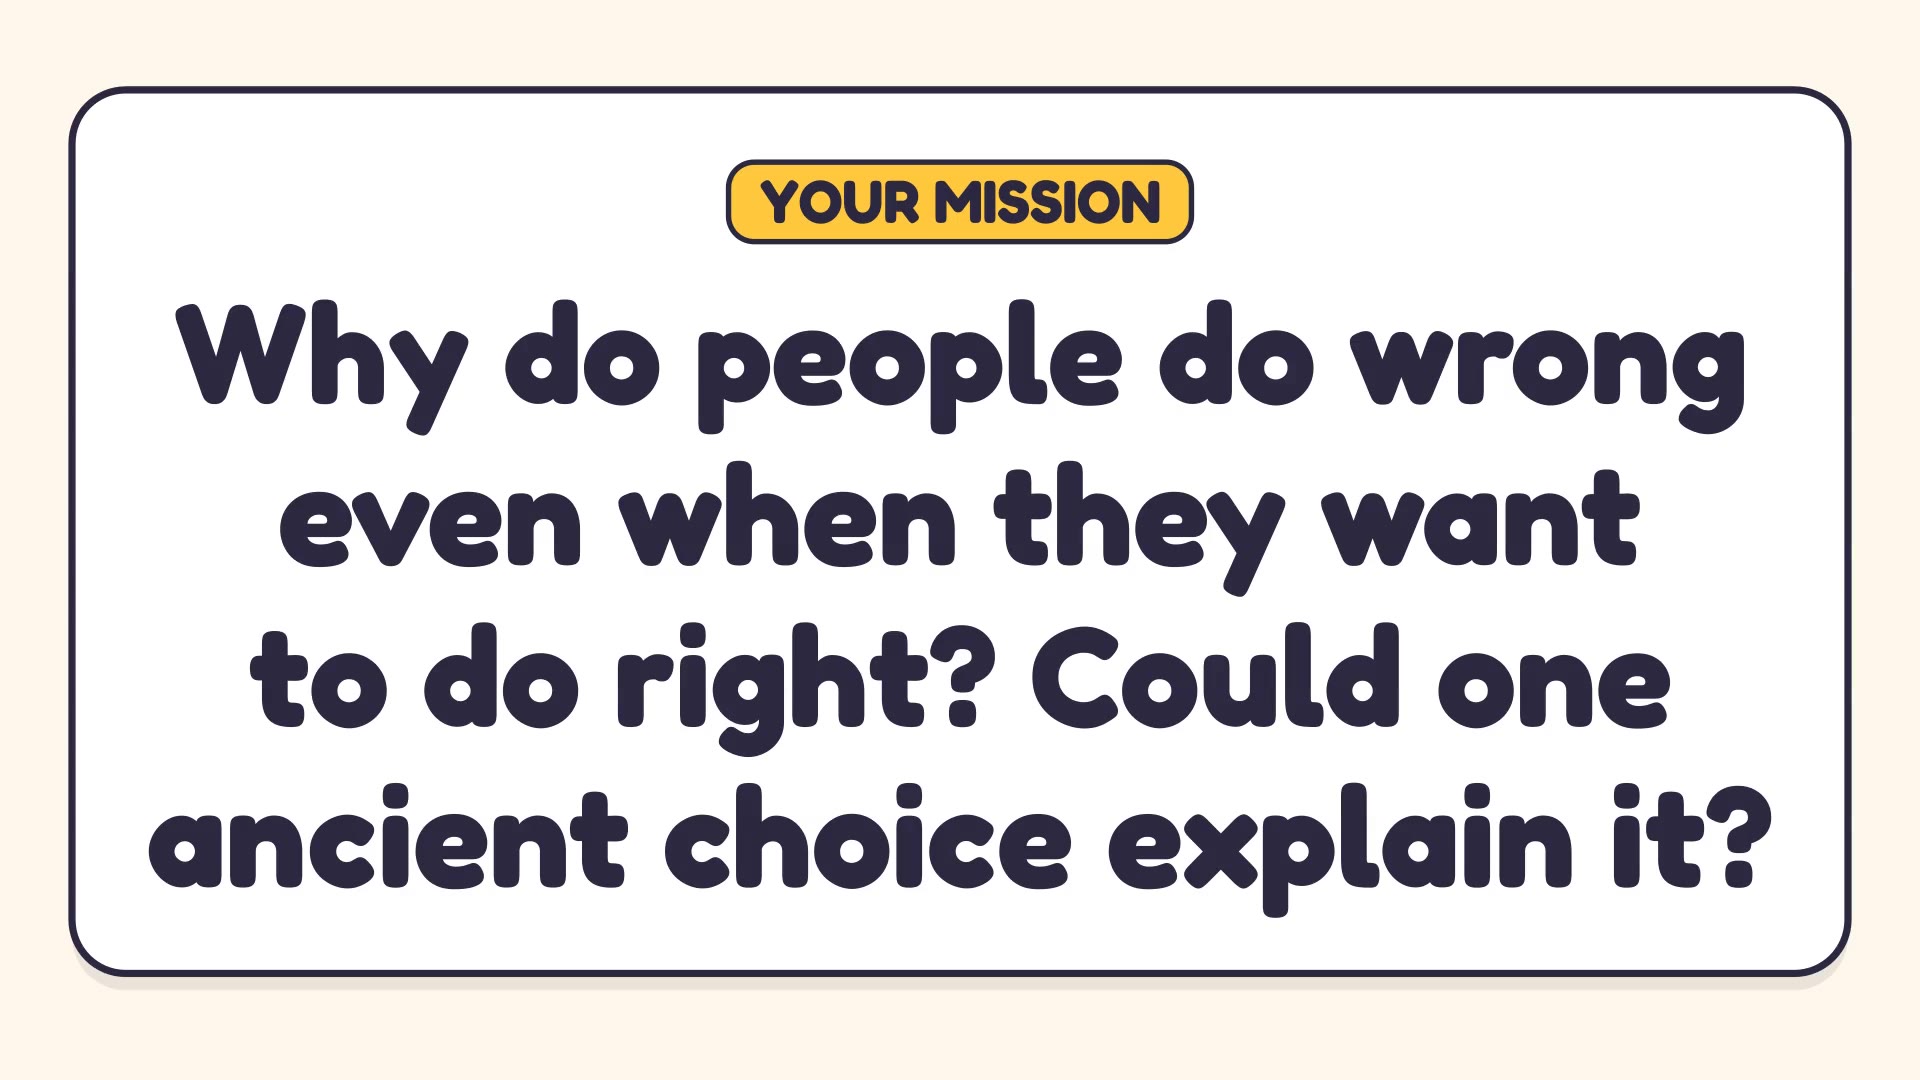 YOUR MISSION
Why do people do wrong
even when they want
to do right? Could one
ancient choice explain it?